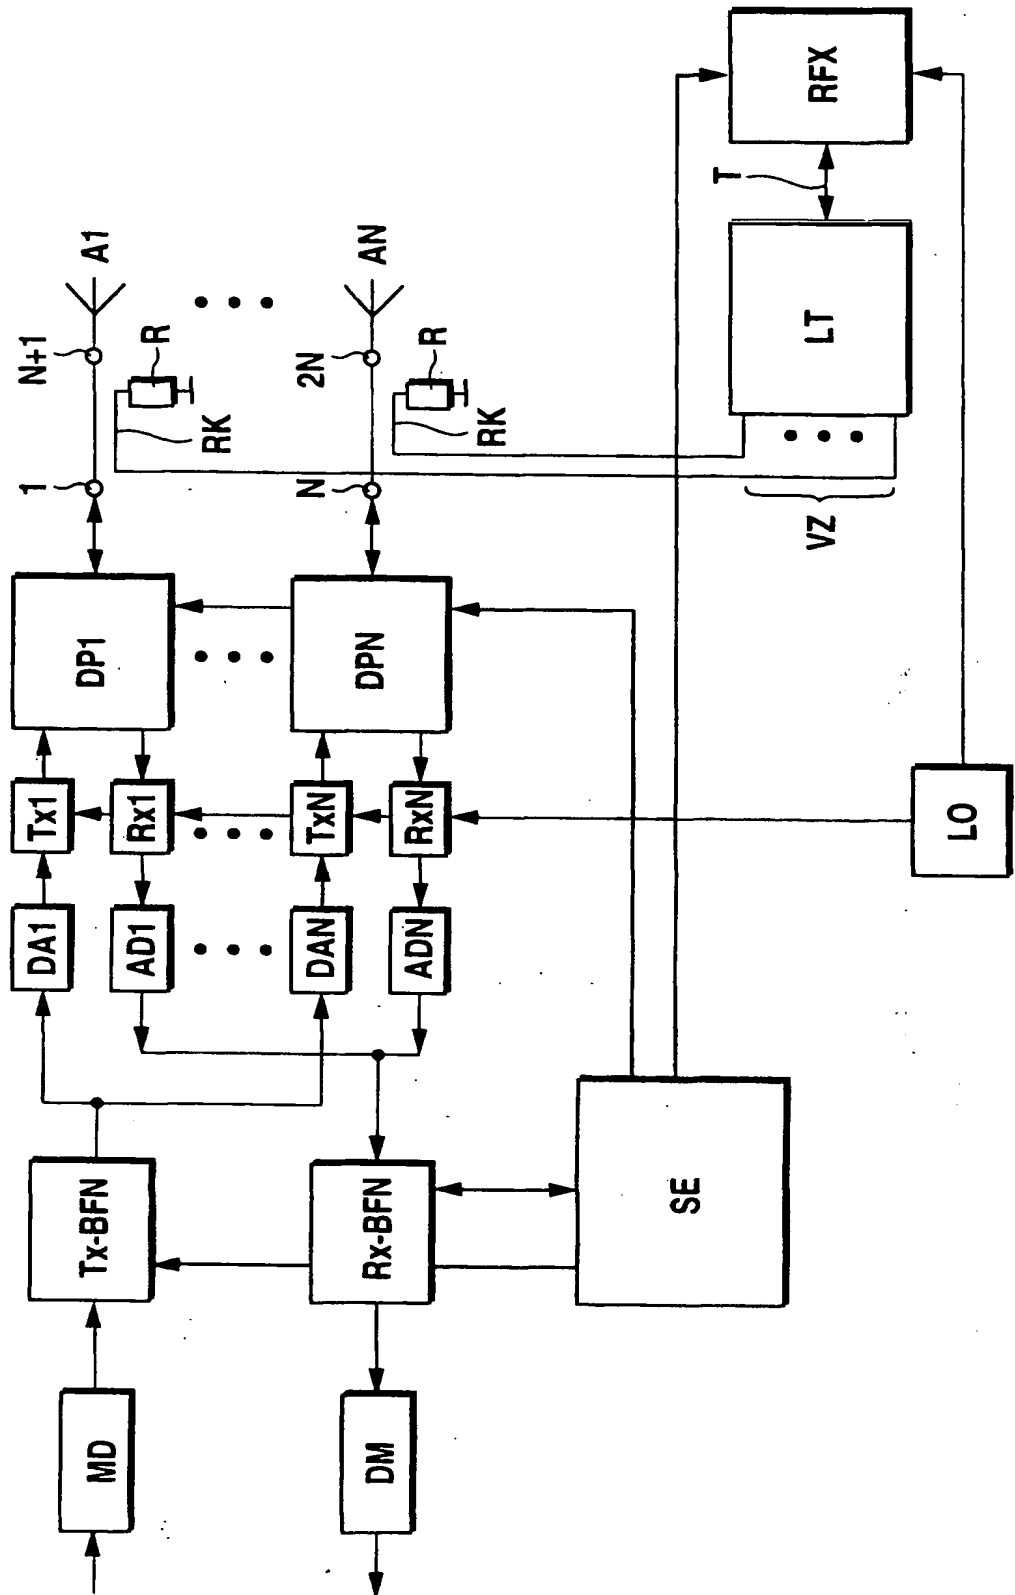 MD
DM
Tx-BFN
Rx-BFN
SE
DA1
AD1
DAN
ADN
Tx1
Rx1
TxN
RxN
LO
DP1
DPN
1
N
N+1
2N
A1
AN
R
R
RK
RK
VZ
LT
T
RFX